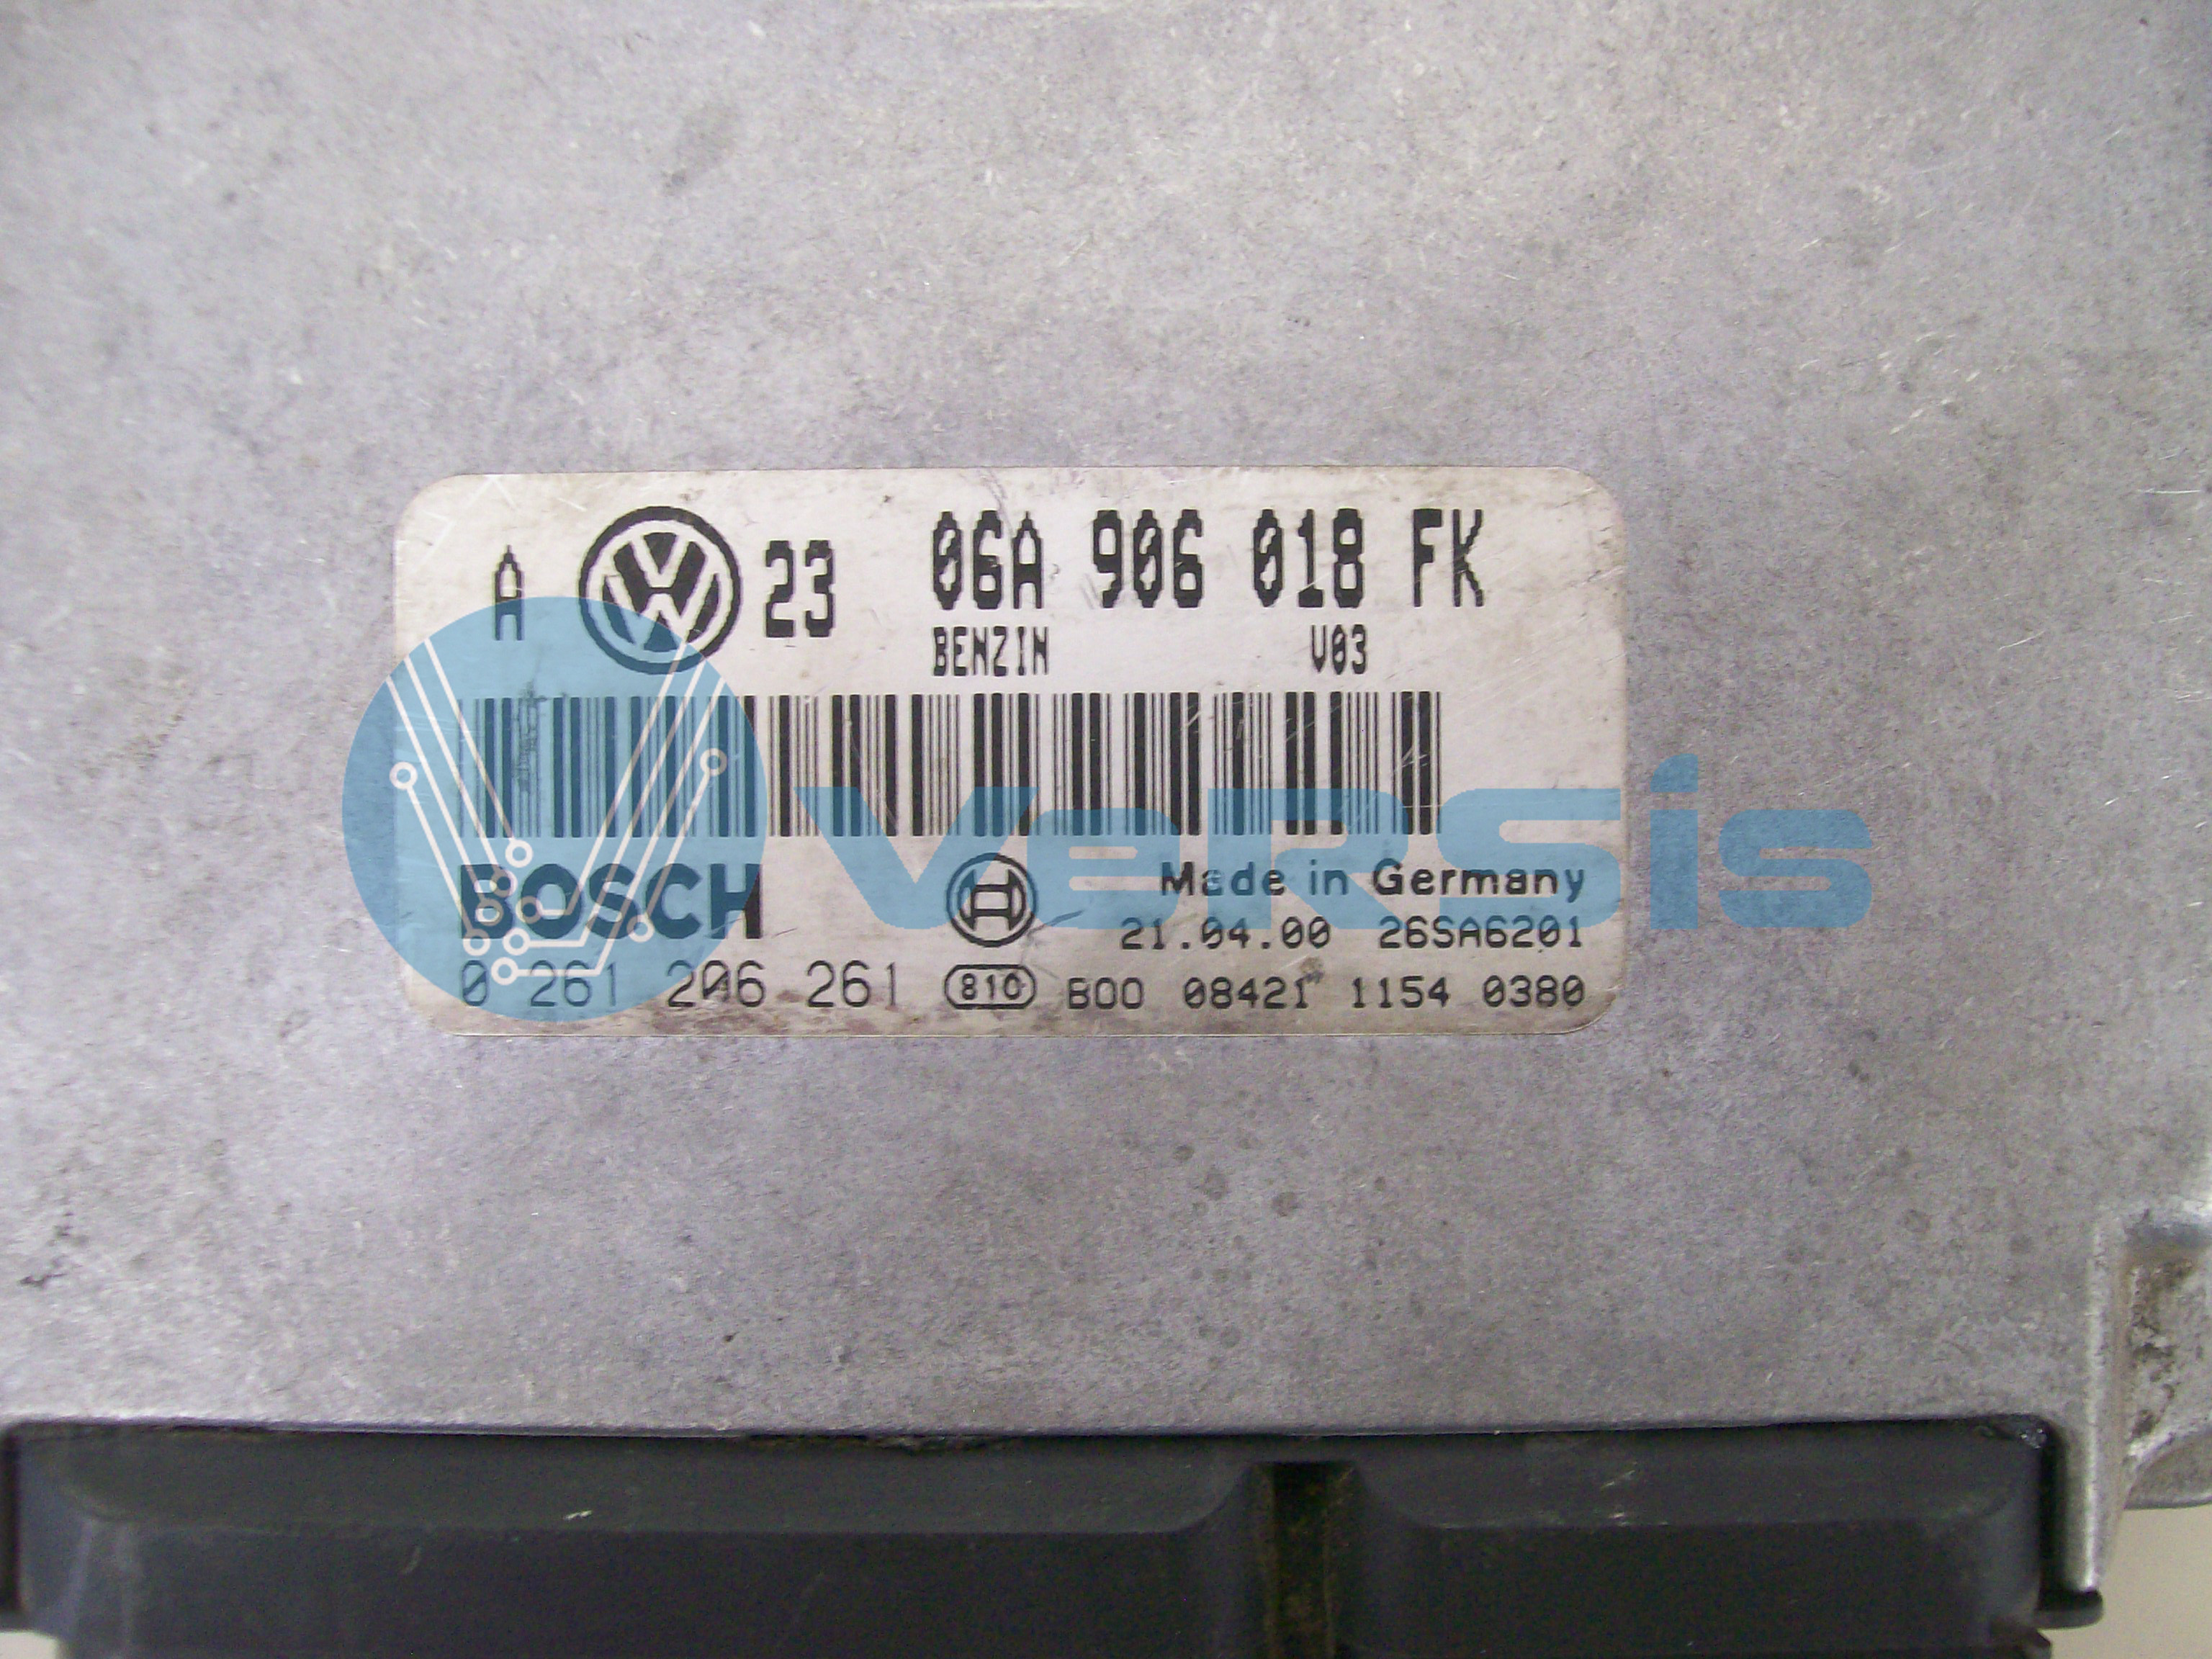 A 23 06A 906 018 FK
BENZIN V03
VeRSis
BOSCH Made in Germany
21.04.00 26SA6201
0 261 206 261 810 B00 08421 1154 0380